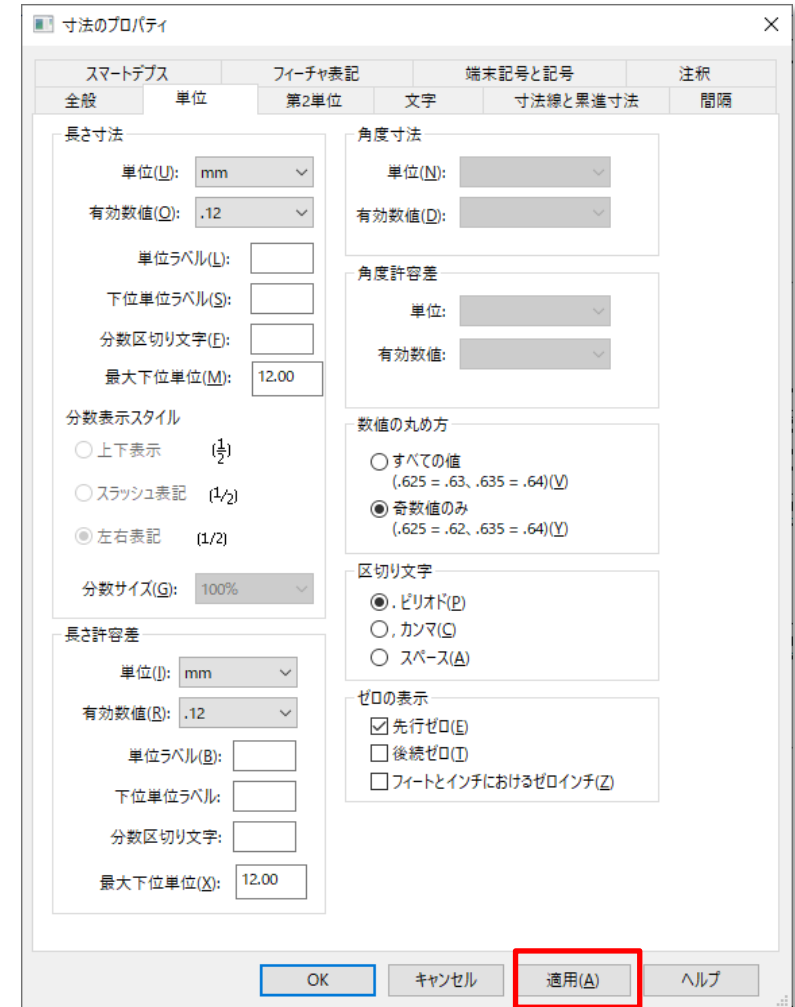 寸法のプロパティ
スマートデプス フィーチャ表記 端末記号と記号 注釈
全般 単位 第2単位 文字 寸法線と累進寸法 間隔
長さ寸法
単位(U): mm
有効数値(O): .12
単位ラベル(L):
下位単位ラベル(S):
分数区切り文字(F):
最大下位単位(M): 12.00
分数表示スタイル
上下表示 (1/2)
スラッシュ表記 (1/2)
左右表記 (1/2)
分数サイズ(G): 100%
長さ許容差
単位(I): mm
有効数値(R): .12
単位ラベル(B):
下位単位ラベル:
分数区切り文字:
最大下位単位(X): 12.00
角度寸法
単位(N):
有効数値(D):
角度許容差
単位:
有効数値:
数値の丸め方
すべての値
(.625 = .63、.635 = .64)(V)
奇数値のみ
(.625 = .62、.635 = .64)(Y)
区切り文字
. ピリオド(P)
, カンマ(C)
スペース(A)
ゼロの表示
先行ゼロ(E)
後続ゼロ(T)
フィートとインチにおけるゼロインチ(Z)
OK キャンセル 適用(A) ヘルプ